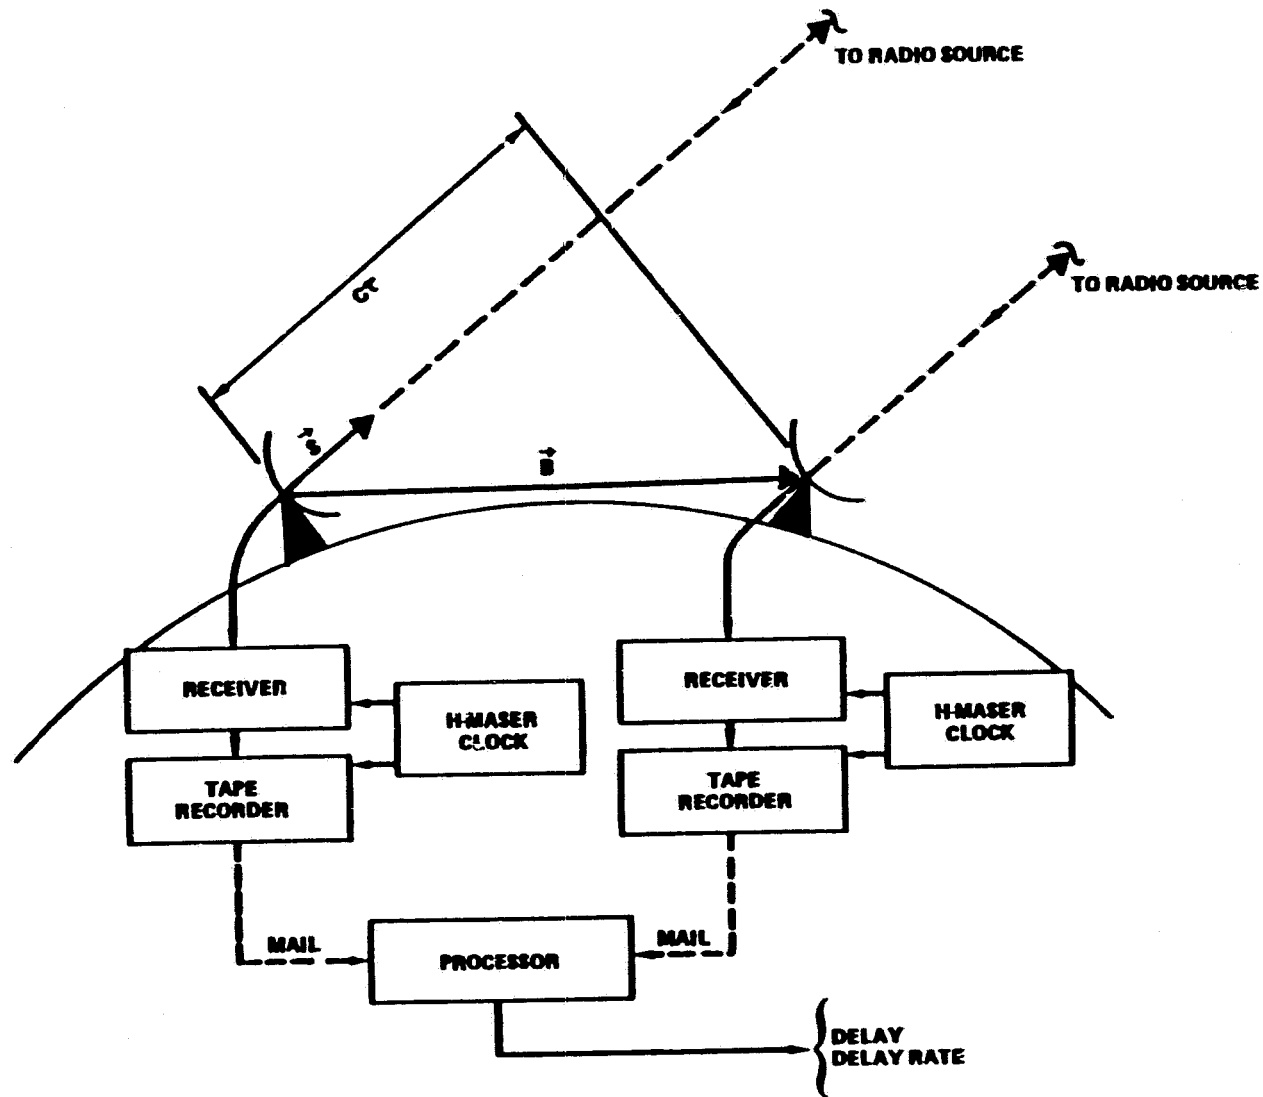 TO RADIO SOURCE
TO RADIO SOURCE
Cτ
S
B
RECEIVER
H-MASER
CLOCK
TAPE
RECORDER
RECEIVER
H-MASER
CLOCK
TAPE
RECORDER
MAIL
PROCESSOR
MAIL
DELAY
DELAY RATE